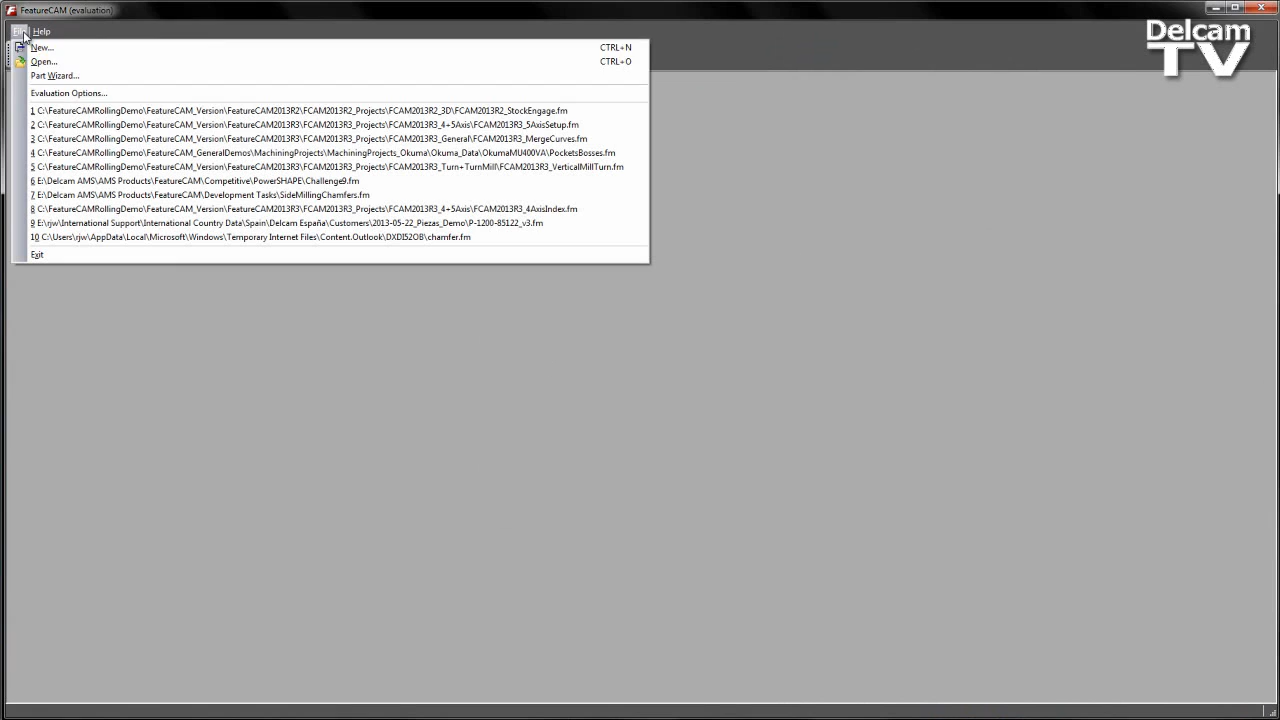 FeatureCAM (evaluation)
File Help
Delcam
TV
New... CTRL+N
Open... CTRL+O
Part Wizard...
Evaluation Options...
1 C:\FeatureCAMRollingDemo\FeatureCAM_Version\FeatureCAM2013R2\FCAM2013R2_Projects\FCAM2013R2_3D\FCAM2013R2_StockEngage.fm
2 C:\FeatureCAMRollingDemo\FeatureCAM_Version\FeatureCAM2013R3\FCAM2013R3_Projects\FCAM2013R3_4+5Axis\FCAM2013R3_5AxisSetup.fm
3 C:\FeatureCAMRollingDemo\FeatureCAM_Version\FeatureCAM2013R3\FCAM2013R3_Projects\FCAM2013R3_General\FCAM2013R3_MergeCurves.fm
4 C:\FeatureCAMRollingDemo\FeatureCAM_GeneralDemos\MachiningProjects\MachiningProjects_Okuma\Okuma_Data\OkumaMU400VA\PocketsBosses.fm
5 C:\FeatureCAMRollingDemo\FeatureCAM_Version\FeatureCAM2013R3\FCAM2013R3_Projects\FCAM2013R3_Turn+TurnMill\FCAM2013R3_VerticalMillTurn.fm
6 E:\Delcam AMS\AMS Products\FeatureCAM\Competitive\PowerSHAPE\Challenge9.fm
7 E:\Delcam AMS\AMS Products\FeatureCAM\Development Tasks\SideMillingChamfers.fm
8 C:\FeatureCAMRollingDemo\FeatureCAM_Version\FeatureCAM2013R3\FCAM2013R3_Projects\FCAM2013R3_4+5Axis\FCAM2013R3_4AxisIndex.fm
9 E:\rjw\International Support\International Country Data\Spain\Delcam España\Customers\2013-05-22_Piezas_Demo\P-1200-85122_v3.fm
10 C:\Users\rjw\AppData\Local\Microsoft\Windows\Temporary Internet Files\Content.Outlook\DXDI52OB\chamfer.fm
Exit